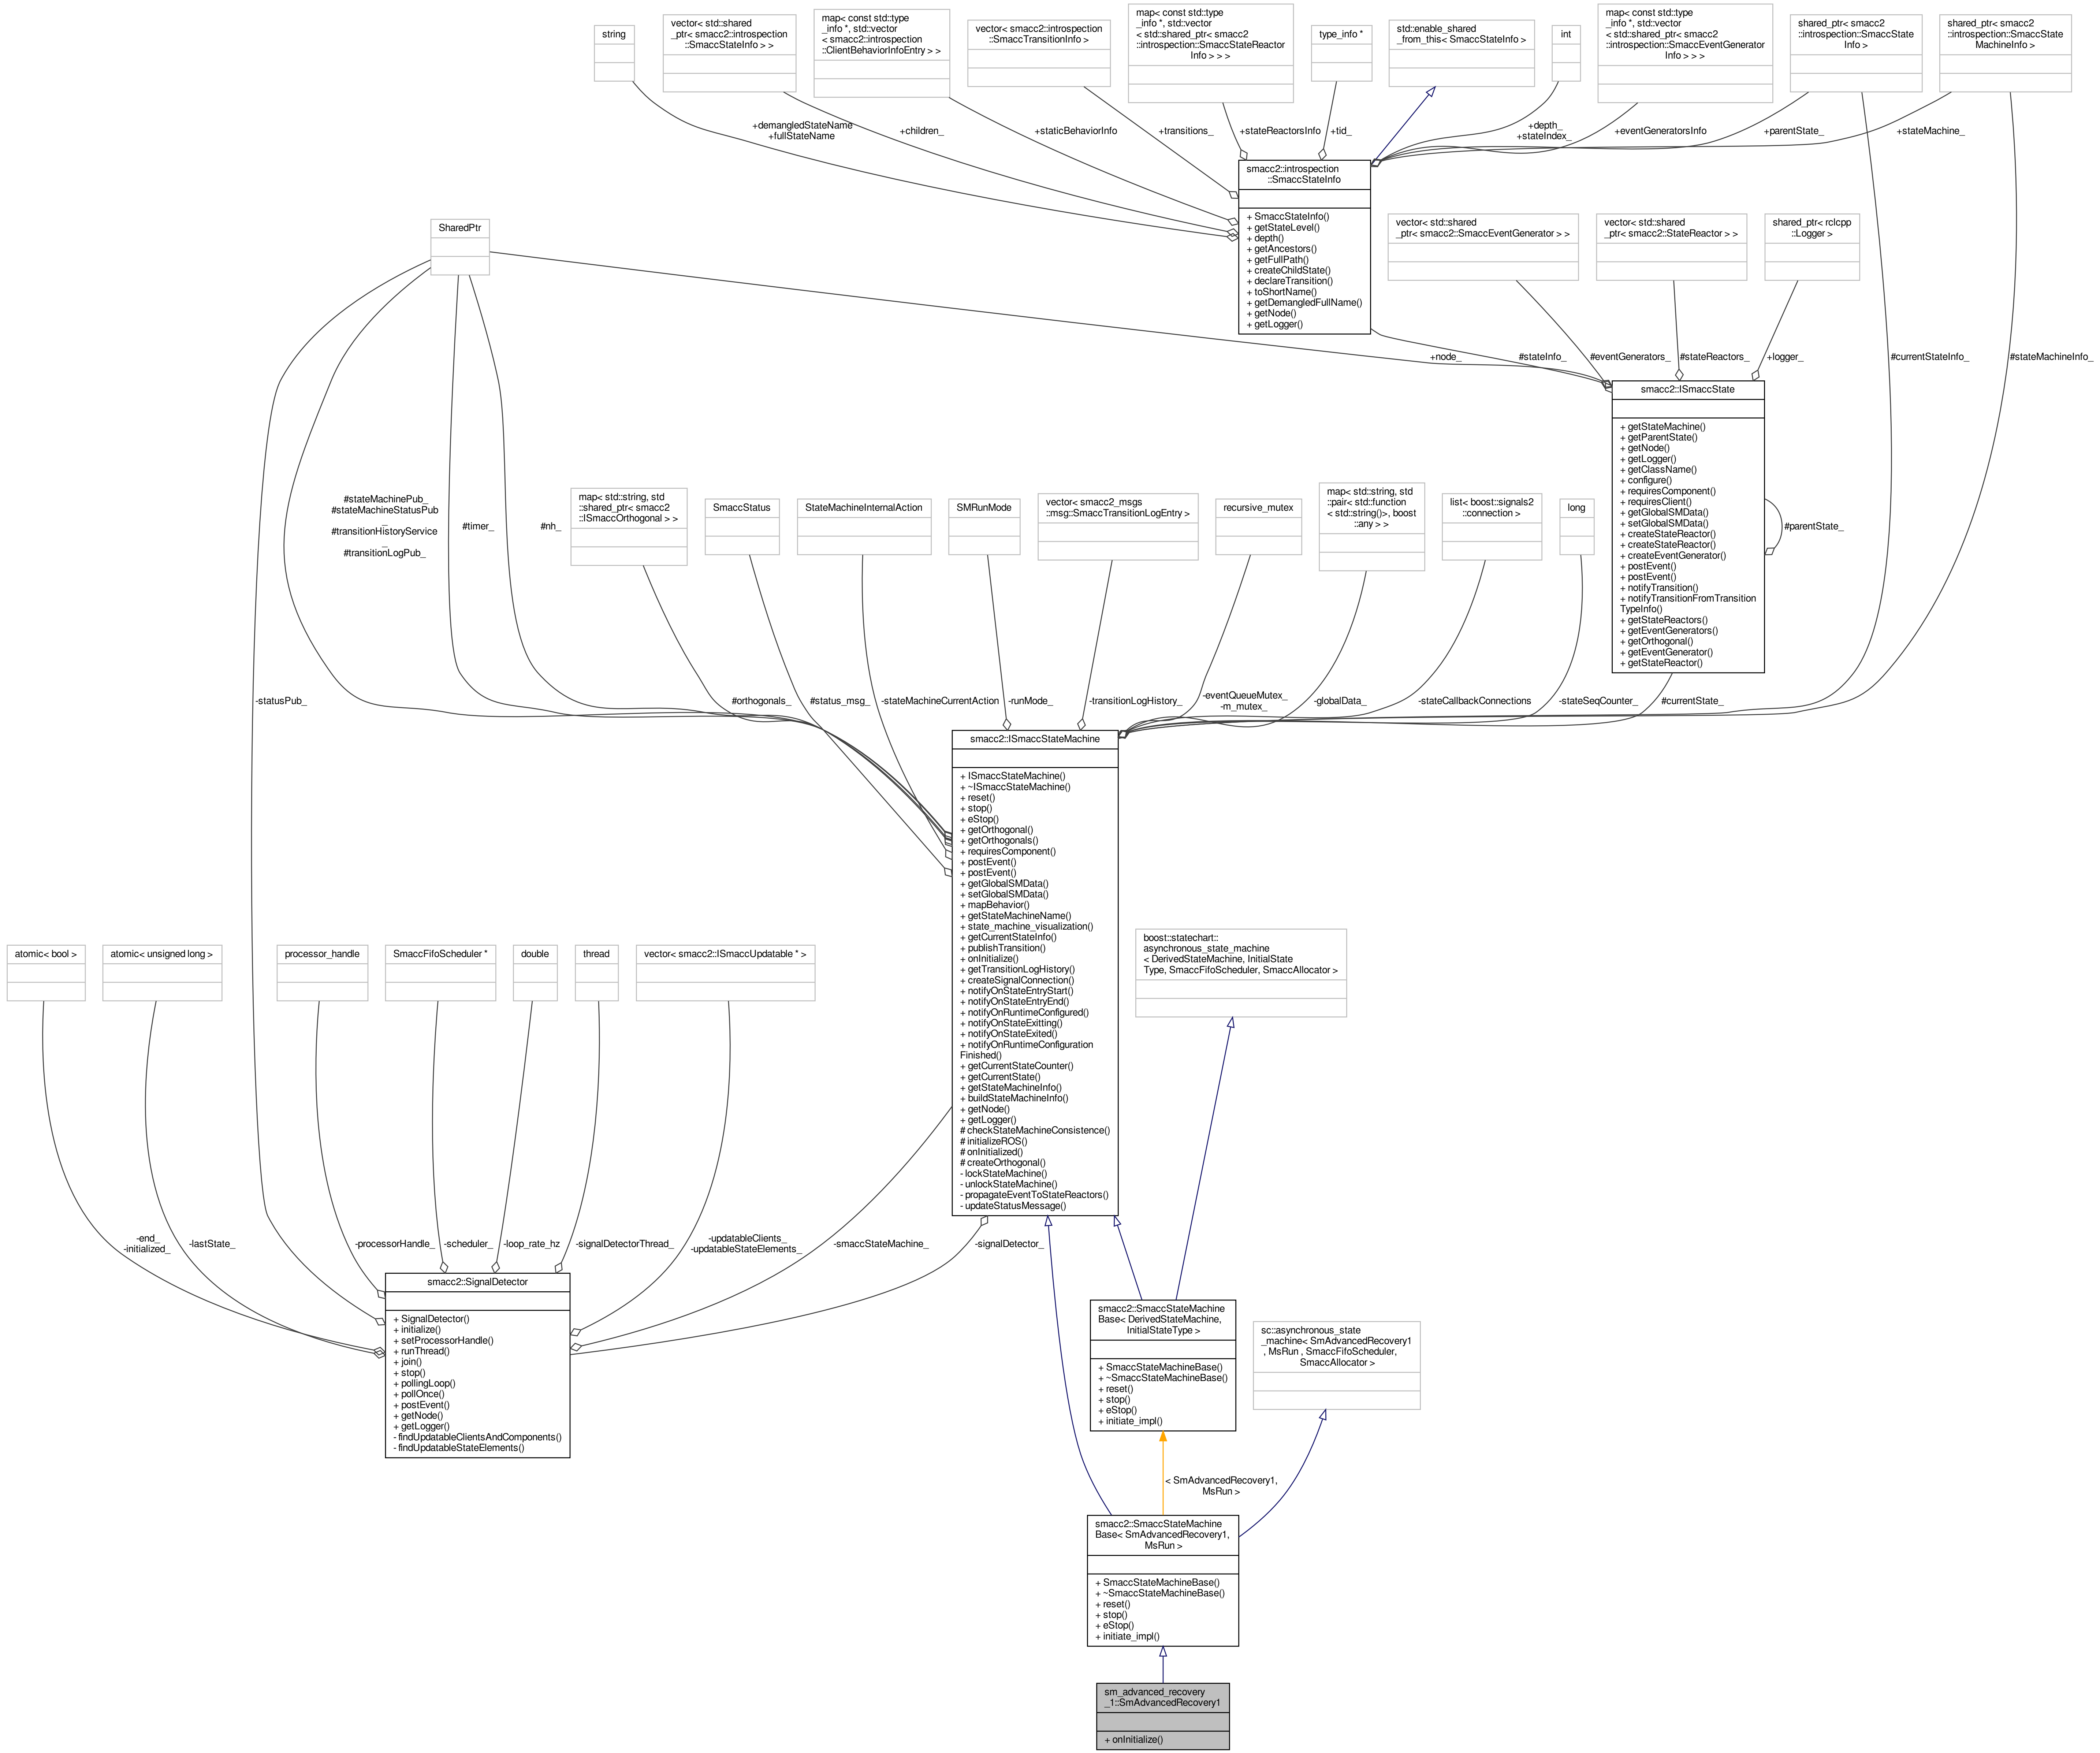 string
vector< std::shared
_ptr< smacc2::introspection
::SmaccStateInfo > >
map< const std::type
_info *, std::vector
< smacc2::introspection
::ClientBehaviorInfoEntry > >
vector< smacc2::introspection
::SmaccTransitionInfo >
map< const std::type
_info *, std::vector
< std::shared_ptr< smacc2
::introspection::SmaccStateReactor
Info > > >
type_info *
std::enable_shared
_from_this< SmaccStateInfo >
int
map< const std::type
_info *, std::vector
< std::shared_ptr< smacc2
::introspection::SmaccEventGenerator
Info > > >
shared_ptr< smacc2
::introspection::SmaccState
Info >
shared_ptr< smacc2
::introspection::SmaccState
MachineInfo >
+demangledStateName
+fullStateName
+children_
+staticBehaviorInfo
+transitions_
+stateReactorsInfo
+tid_
+depth_
+stateIndex_
+eventGeneratorsInfo
+parentState_
+stateMachine_
smacc2::introspection
::SmaccStateInfo
+ SmaccStateInfo()
+ getStateLevel()
+ depth()
+ getAncestors()
+ getFullPath()
+ createChildState()
+ declareTransition()
+ toShortName()
+ getDemangledFullName()
+ getNode()
+ getLogger()
SharedPtr
vector< std::shared
_ptr< smacc2::SmaccEventGenerator > >
vector< std::shared
_ptr< smacc2::StateReactor > >
shared_ptr< rclcpp
::Logger >
+node_
#stateInfo_
#eventGenerators_
#stateReactors_
+logger_
#currentStateInfo_
#stateMachineInfo_
smacc2::ISmaccState
+ getStateMachine()
+ getParentState()
+ getNode()
+ getLogger()
+ getClassName()
+ configure()
+ requiresComponent()
+ requiresClient()
+ getGlobalSMData()
+ setGlobalSMData()
+ createStateReactor()
+ createStateReactor()
+ createEventGenerator()
+ postEvent()
+ postEvent()
+ notifyTransition()
+ notifyTransitionFromTransition
TypeInfo()
+ getStateReactors()
+ getEventGenerators()
+ getOrthogonal()
+ getEventGenerator()
+ getStateReactor()
#parentState_
#stateMachinePub_
#stateMachineStatusPub
_
#transitionHistoryService
_
#transitionLogPub_
#timer_
#nh_
map< std::string, std
::shared_ptr< smacc2
::ISmaccOrthogonal > >
SmaccStatus
StateMachineInternalAction
SMRunMode
vector< smacc2_msgs
::msg::SmaccTransitionLogEntry >
recursive_mutex
map< std::string, std
::pair< std::function
< std::string()>, boost
::any > >
list< boost::signals2
::connection >
long
-statusPub_
#orthogonals_
#status_msg_
-stateMachineCurrentAction
-runMode_
-transitionLogHistory_
-eventQueueMutex_
-m_mutex_
-globalData_
-stateCallbackConnections
-stateSeqCounter_
#currentState_
smacc2::ISmaccStateMachine
+ ISmaccStateMachine()
+ ~ISmaccStateMachine()
+ reset()
+ stop()
+ eStop()
+ getOrthogonal()
+ getOrthogonals()
+ requiresComponent()
+ postEvent()
+ postEvent()
+ getGlobalSMData()
+ setGlobalSMData()
+ mapBehavior()
+ getStateMachineName()
+ state_machine_visualization()
+ getCurrentStateInfo()
+ publishTransition()
+ onInitialize()
+ getTransitionLogHistory()
+ createSignalConnection()
+ notifyOnStateEntryStart()
+ notifyOnStateEntryEnd()
+ notifyOnRuntimeConfigured()
+ notifyOnStateExitting()
+ notifyOnStateExited()
+ notifyOnRuntimeConfiguration
Finished()
+ getCurrentStateCounter()
+ getCurrentState()
+ getStateMachineInfo()
+ buildStateMachineInfo()
+ getNode()
+ getLogger()
# checkStateMachineConsistence()
# initializeROS()
# onInitialized()
# createOrthogonal()
- lockStateMachine()
- unlockStateMachine()
- propagateEventToStateReactors()
- updateStatusMessage()
atomic< bool >
atomic< unsigned long >
processor_handle
SmaccFifoScheduler *
double
thread
vector< smacc2::ISmaccUpdatable * >
boost::statechart::
asynchronous_state_machine
< DerivedStateMachine, InitialState
Type, SmaccFifoScheduler, SmaccAllocator >
-end_
-initialized_
-lastState_
-processorHandle_
-scheduler_
-loop_rate_hz
-signalDetectorThread_
-updatableClients_
-updatableStateElements_
-smaccStateMachine_
-signalDetector_
smacc2::SignalDetector
+ SignalDetector()
+ initialize()
+ setProcessorHandle()
+ runThread()
+ join()
+ stop()
+ pollingLoop()
+ pollOnce()
+ postEvent()
+ getNode()
+ getLogger()
- findUpdatableClientsAndComponents()
- findUpdatableStateElements()
smacc2::SmaccStateMachine
Base< DerivedStateMachine,
InitialStateType >
+ SmaccStateMachineBase()
+ ~SmaccStateMachineBase()
+ reset()
+ stop()
+ eStop()
+ initiate_impl()
sc::asynchronous_state
_machine< SmAdvancedRecovery1
, MsRun , SmaccFifoScheduler,
SmaccAllocator >
< SmAdvancedRecovery1,
MsRun >
smacc2::SmaccStateMachine
Base< SmAdvancedRecovery1,
MsRun >
+ SmaccStateMachineBase()
+ ~SmaccStateMachineBase()
+ reset()
+ stop()
+ eStop()
+ initiate_impl()
sm_advanced_recovery
_1::SmAdvancedRecovery1
+ onInitialize()